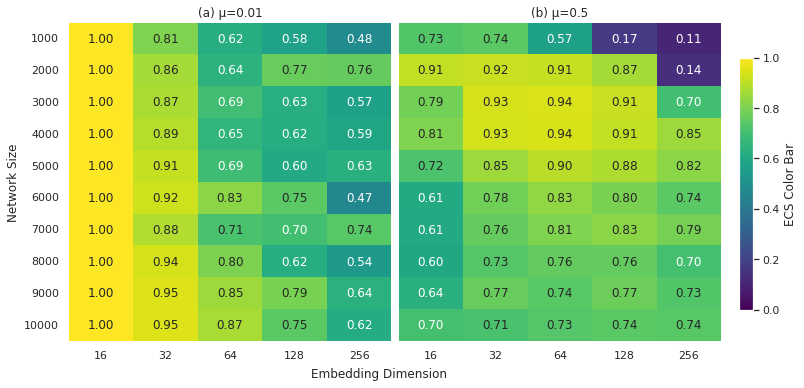 (a) μ=0.01 (b) μ=0.5
1000 1.00 0.81 0.62 0.58 0.48 0.73 0.74 0.57 0.17 0.11
2000 1.00 0.86 0.64 0.77 0.76 0.91 0.92 0.91 0.87 0.14
3000 1.00 0.87 0.69 0.63 0.57 0.79 0.93 0.94 0.91 0.70
4000 1.00 0.89 0.65 0.62 0.59 0.81 0.93 0.94 0.91 0.85
5000 1.00 0.91 0.69 0.60 0.63 0.72 0.85 0.90 0.88 0.82
6000 1.00 0.92 0.83 0.75 0.47 0.61 0.78 0.83 0.80 0.74
7000 1.00 0.88 0.71 0.70 0.74 0.61 0.76 0.81 0.83 0.79
8000 1.00 0.94 0.80 0.62 0.54 0.60 0.73 0.76 0.76 0.70
9000 1.00 0.95 0.85 0.79 0.64 0.64 0.77 0.74 0.77 0.73
10000 1.00 0.95 0.87 0.75 0.62 0.70 0.71 0.73 0.74 0.74
16 32 64 128 256 16 32 64 128 256
Network Size
Embedding Dimension
1.0
0.8
0.6
0.4
0.2
0.0
ECS Color Bar